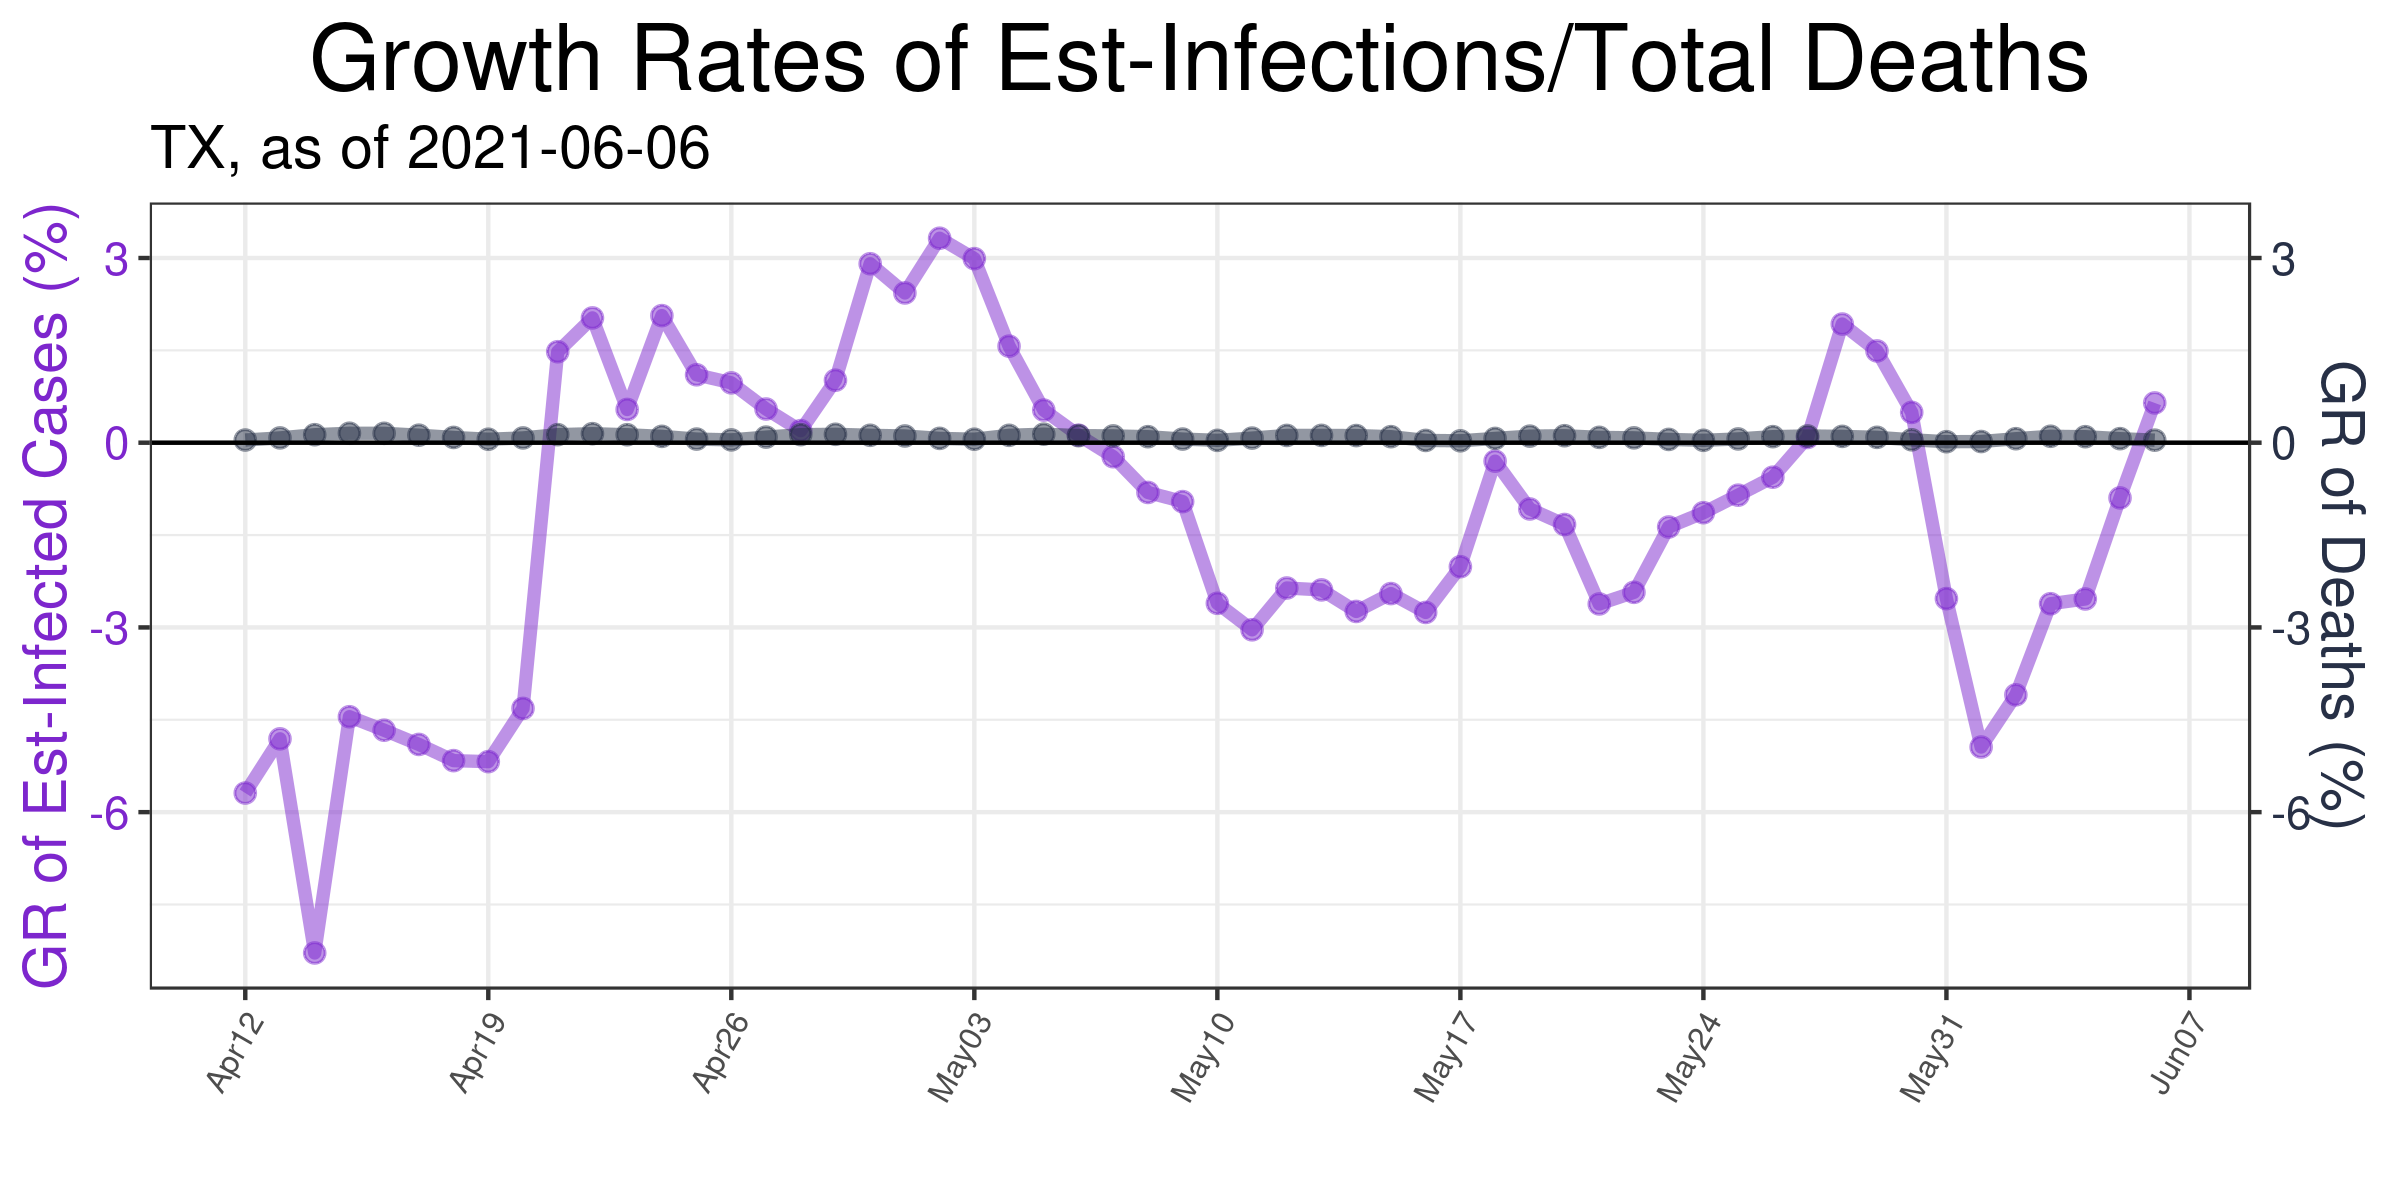 Growth Rates of Est-Infections/Total Deaths
TX, as of 2021-06-06
GR of Est-Infected Cases (%)
3
0
-3
-6
3
0
-3
-6
GR of Deaths (%)
Apr12
Apr19
Apr26
May03
May10
May17
May24
May31
Jun07